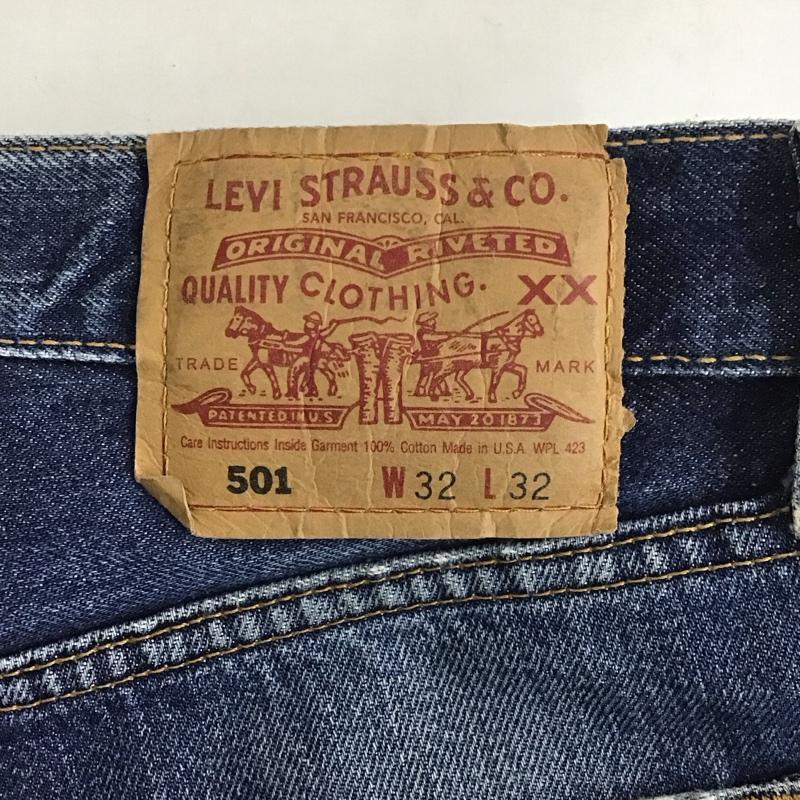 LEVI STRAUSS & CO.
SAN FRANCISCO, CAL.
ORIGINAL RIVETED
QUALITY CLOTHING. XX
TRADE MARK
PATENTED IN U.S. MAY 20 1873
Care Instructions Inside Garment 100% Cotton Made in U.S.A. WPL 423
501 W 32 L 32